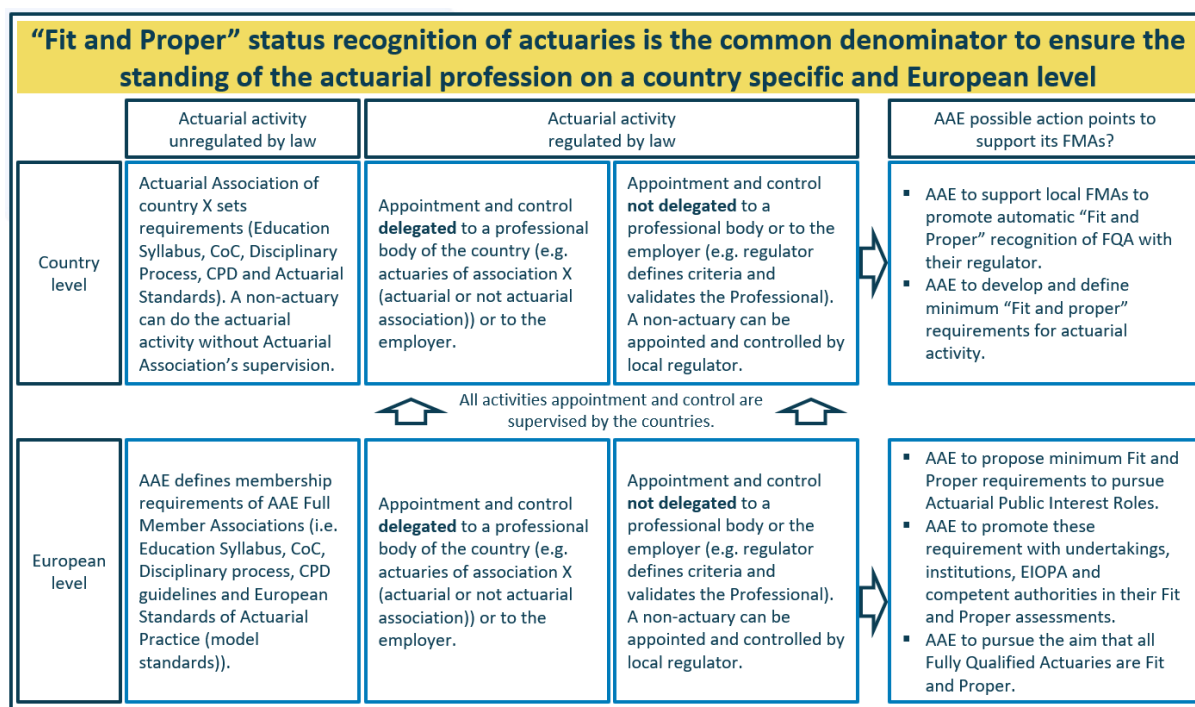 “Fit and Proper” status recognition of actuaries is the common denominator to ensure the
standing of the actuarial profession on a country specific and European level
Actuarial activity
unregulated by law
Actuarial activity
regulated by law
AAE possible action points to
support its FMAs?
Country
level
Actuarial Association of
country X sets
requirements (Education
Syllabus, CoC, Disciplinary
Process, CPD and Actuarial
Standards). A non-actuary
can do the actuarial
activity without Actuarial
Association’s supervision.
Appointment and control
delegated to a professional
body of the country (e.g.
actuaries of association X
(actuarial or not actuarial
association)) or to the
employer.
Appointment and control
not delegated to a
professional body or to the
employer (e.g. regulator
defines criteria and
validates the Professional).
A non-actuary can be
appointed and controlled by
local regulator.
▪ AAE to support local FMAs to
promote automatic “Fit and
Proper” recognition of FQA with
their regulator.
▪ AAE to develop and define
minimum “Fit and proper”
requirements for actuarial
activity.
All activities appointment and control are
supervised by the countries.
European
level
AAE defines membership
requirements of AAE Full
Member Associations (i.e.
Education Syllabus, CoC,
Disciplinary process, CPD
guidelines and European
Standards of Actuarial
Practice (model
standards)).
Appointment and control
delegated to a professional
body of the country (e.g.
actuaries of association X
(actuarial or not actuarial
association)) or to the
employer.
Appointment and control
not delegated to a
professional body or the
employer (e.g. regulator
defines criteria and
validates the Professional).
A non-actuary can be
appointed and controlled by
local regulator.
▪ AAE to propose minimum Fit and
Proper requirements to pursue
Actuarial Public Interest Roles.
▪ AAE to promote these
requirement with undertakings,
institutions, EIOPA and
competent authorities in their Fit
and Proper assessments.
▪ AAE to pursue the aim that all
Fully Qualified Actuaries are Fit
and Proper.